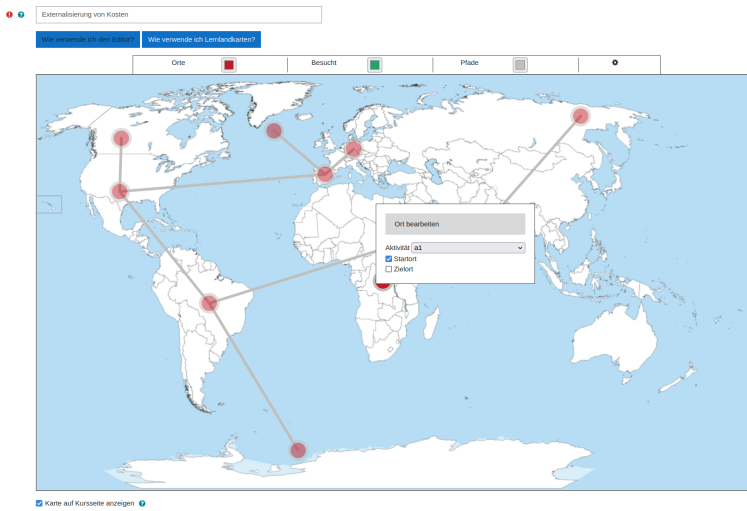 Externalisierung von Kosten
Wie verwende ich den Editor?
Wie verwende ich Lernlandkarten?
Orte
Besucht
Pfade
Ort bearbeiten
Aktivität a1
Startort
Zielort
Karte auf Kursseite anzeigen